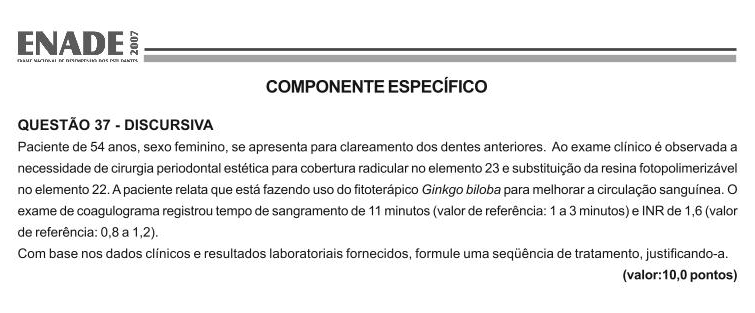 ENADE 2007
EXAME NACIONAL DE DESEMPENHO DOS ESTUDANTES
COMPONENTE ESPECÍFICO
QUESTÃO 37 - DISCURSIVA
Paciente de 54 anos, sexo feminino, se apresenta para clareamento dos dentes anteriores. Ao exame clínico é observada a
necessidade de cirurgia periodontal estética para cobertura radicular no elemento 23 e substituição da resina fotopolimerizável
no elemento 22. A paciente relata que está fazendo uso do fitoterápico Ginkgo biloba para melhorar a circulação sanguínea. O
exame de coagulograma registrou tempo de sangramento de 11 minutos (valor de referência: 1 a 3 minutos) e INR de 1,6 (valor
de referência: 0,8 a 1,2).
Com base nos dados clínicos e resultados laboratoriais fornecidos, formule uma seqüência de tratamento, justificando-a.
(valor:10,0 pontos)